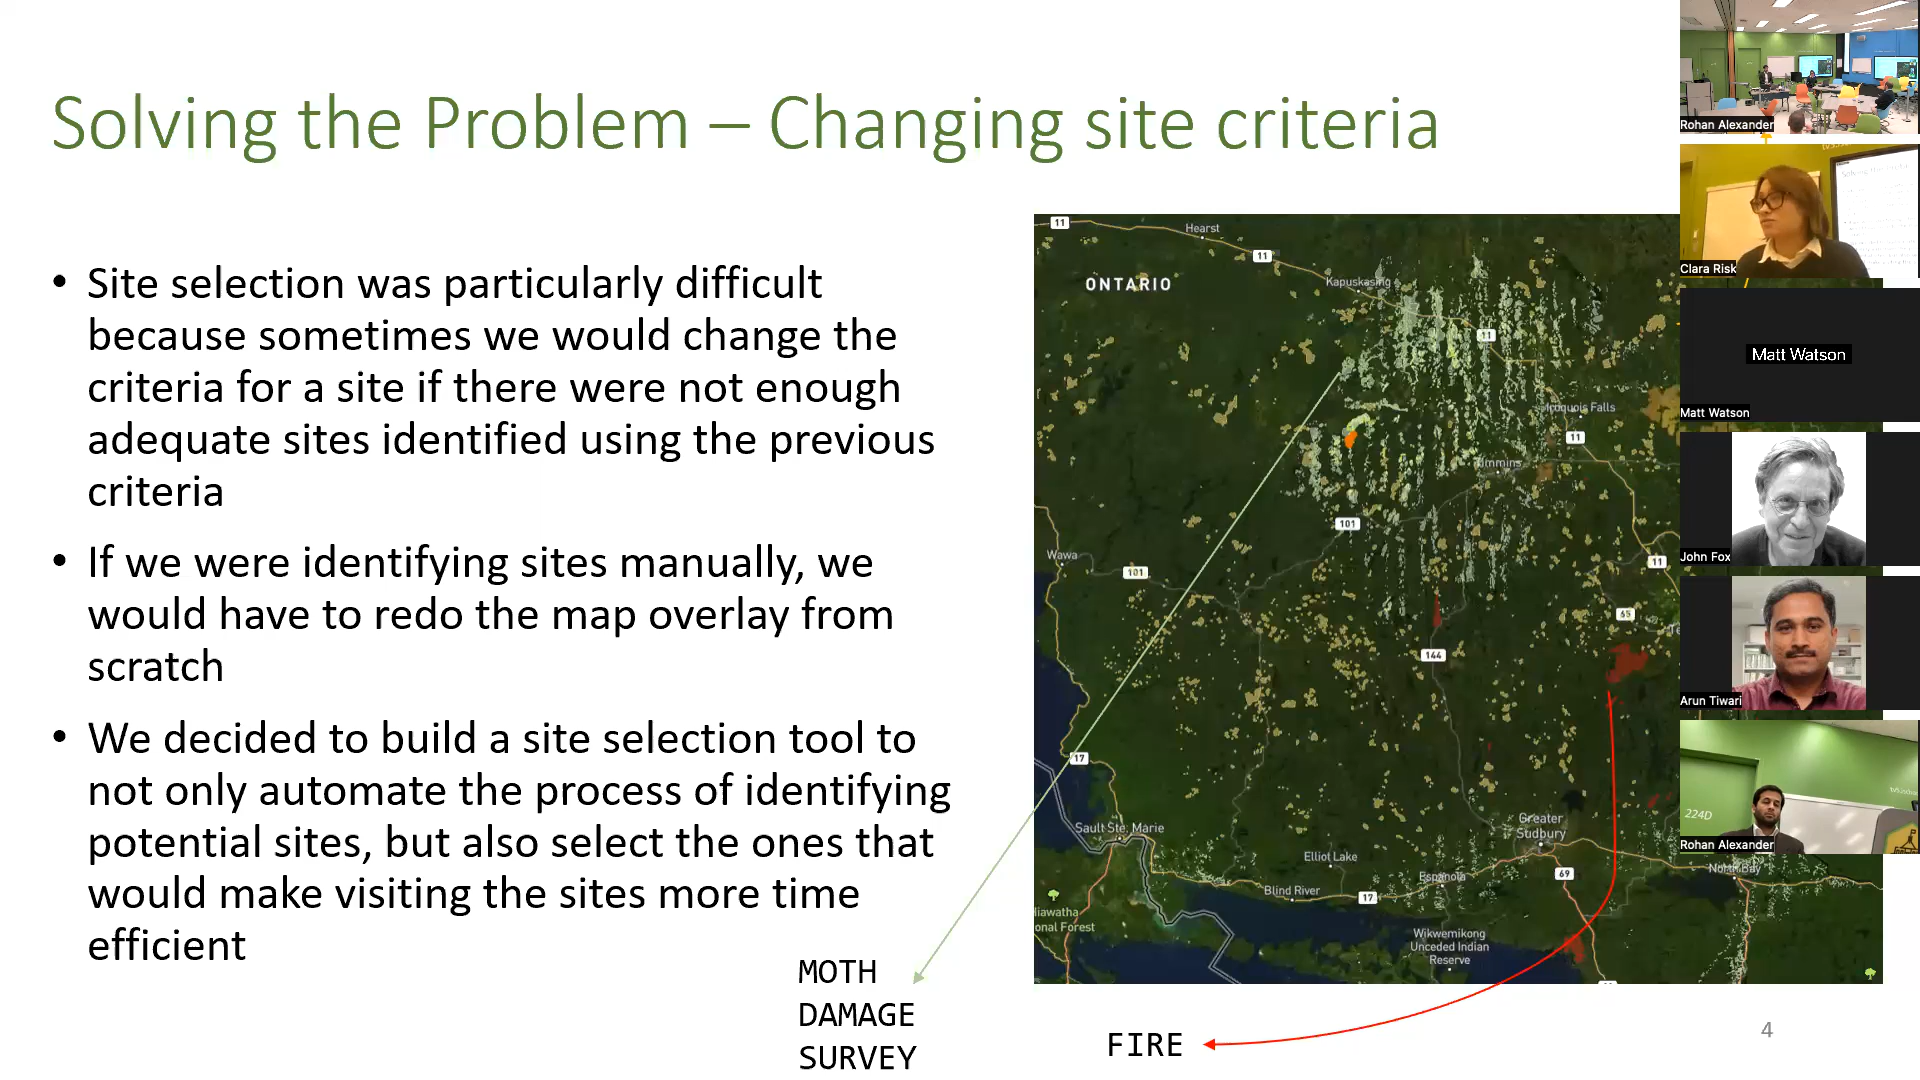 Solving the Problem – Changing site criteria
• Site selection was particularly difficult
because sometimes we would change the
criteria for a site if there were not enough
adequate sites identified using the previous
criteria
• If we were identifying sites manually, we
would have to redo the map overlay from
scratch
• We decided to build a site selection tool to
not only automate the process of identifying
potential sites, but also select the ones that
would make visiting the sites more time
efficient
MOTH
DAMAGE
SURVEY
FIRE
4
11
Hearst
11
ONTARIO
Kapuskasing
11
Iroquois Falls
11
Timmins
101
Wawa
101
11
65
144
17
Sault Ste. Marie
Greater
Sudbury
Elliot Lake
Espanola
69
North Bay
Blind River
17
Hiawatha
onal Forest
Wikwemikong
Unceded Indian
Reserve
Rohan Alexander
Clara Risk
Matt Watson
Matt Watson
John Fox
Arun Tiwari
224D
Rohan Alexander